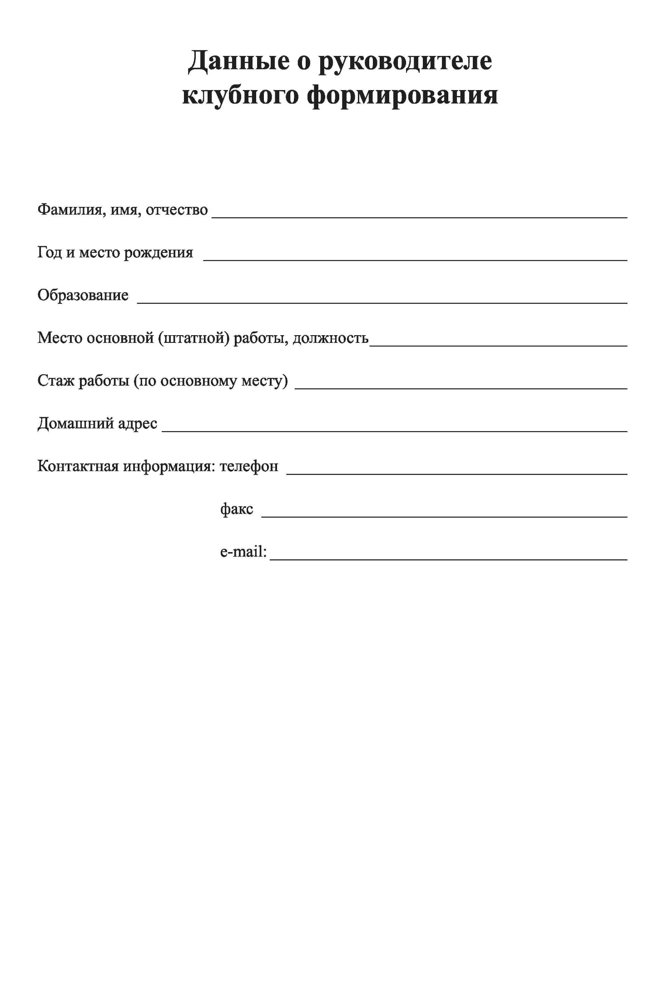 Данные о руководителе
клубного формирования
Фамилия, имя, отчество
Год и место рождения
Образование
Место основной (штатной) работы, должность
Стаж работы (по основному месту)
Домашний адрес
Контактная информация: телефон
факс
e-mail: